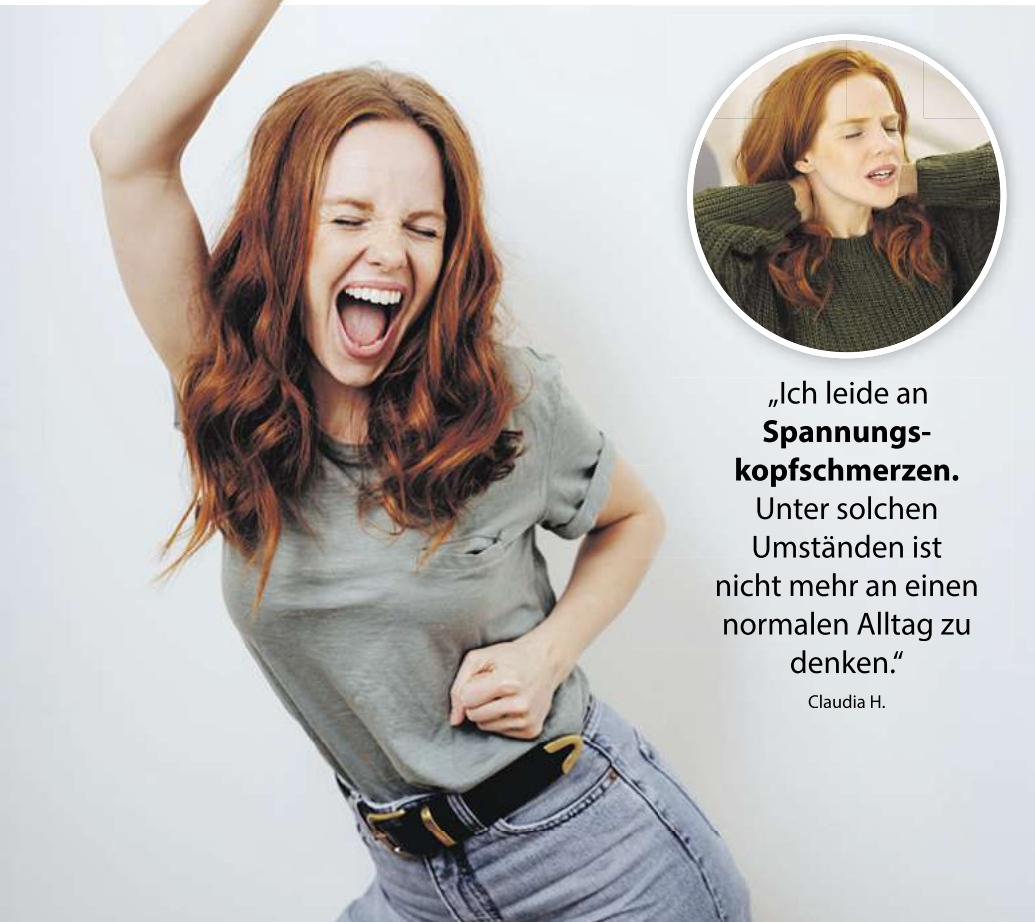 „Ich leide an
Spannungs-
kopfschmerzen.
Unter solchen
Umständen ist
nicht mehr an einen
normalen Alltag zu
denken.“
Claudia H.